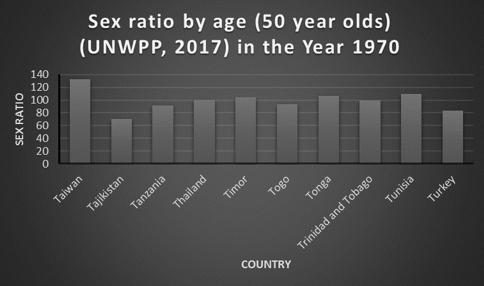 Sex ratio by age (50 year olds)
(UNWPP, 2017) in the Year 1970
SEX RATIO
140
120
100
80
60
40
20
0
Taiwan
Tajikistan
Tanzania
Thailand
Timor
Togo
Tonga
Trinidad and Tobago
Tunisia
Turkey
COUNTRY